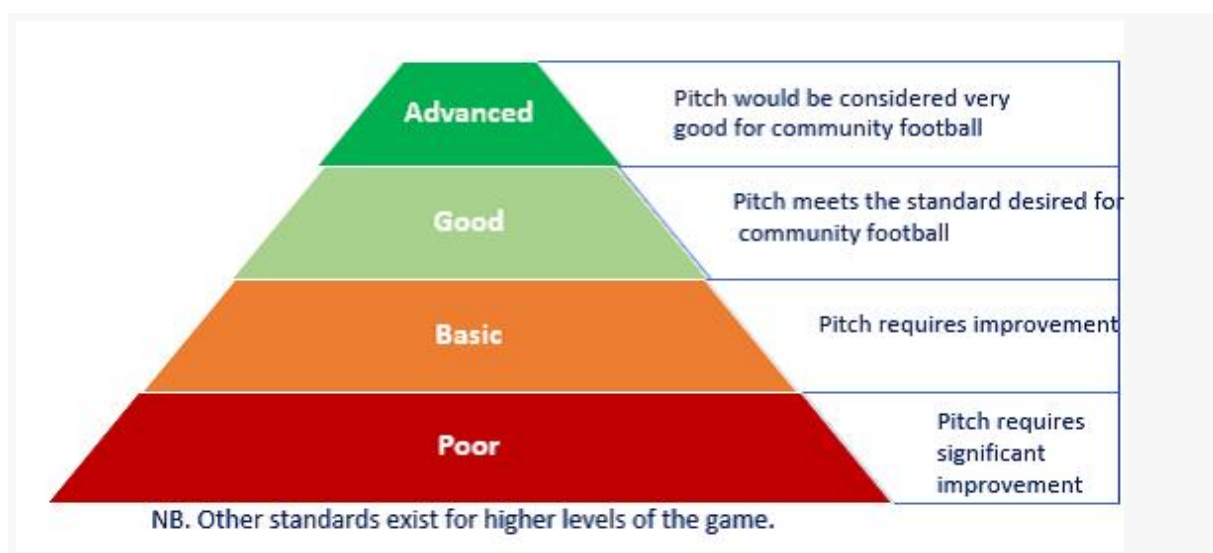 Advanced
Pitch would be considered very
good for community football
Good
Pitch meets the standard desired for
community football
Basic
Pitch requires improvement
Poor
Pitch requires
significant
improvement
NB. Other standards exist for higher levels of the game.